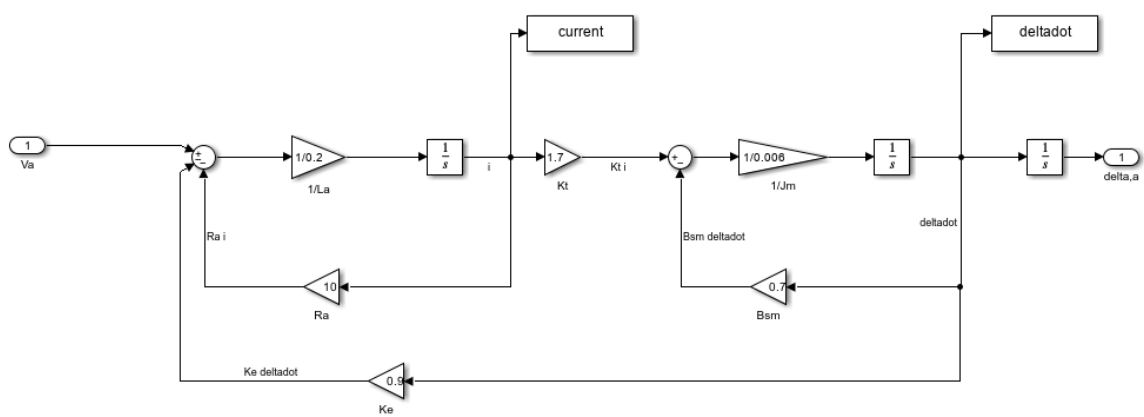 current
deltadot
1
Va
+
−
−
1/0.2
1/La
1
s
i
1.7
Kt
Kt i
+
−
1/0.006
1/Jm
1
s
deltadot
1
s
1
delta,a
Ra i
10
Ra
Bsm deltadot
0.7
Bsm
Ke deltadot
0.9
Ke